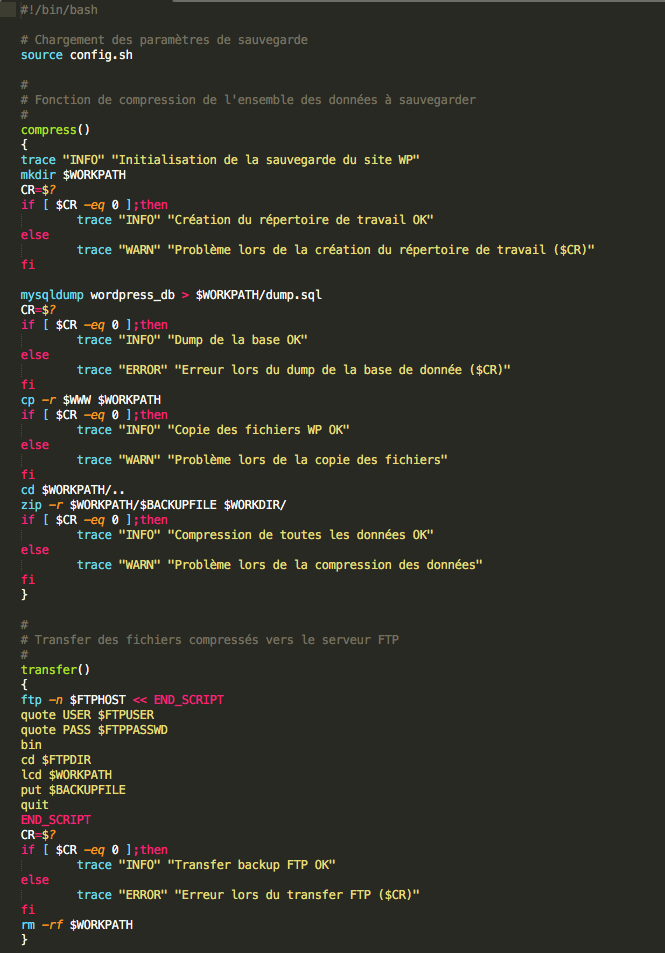 #!/bin/bash
# Chargement des paramètres de sauvegarde
source config.sh
#
# Fonction de compression de l'ensemble des données à sauvegarder
#
compress()
{
trace "INFO" "Initialisation de la sauvegarde du site WP"
mkdir $WORKPATH
CR=$?
if [ $CR -eq 0 ];then
trace "INFO" "Création du répertoire de travail OK"
else
trace "WARN" "Problème lors de la création du répertoire de travail ($CR)"
fi
mysqldump wordpress_db > $WORKPATH/dump.sql
CR=$?
if [ $CR -eq 0 ];then
trace "INFO" "Dump de la base OK"
else
trace "ERROR" "Erreur lors du dump de la base de donnée ($CR)"
fi
cp -r $WWW $WORKPATH
if [ $CR -eq 0 ];then
trace "INFO" "Copie des fichiers WP OK"
else
trace "WARN" "Problème lors de la copie des fichiers"
fi
cd $WORKPATH/..
zip -r $WORKPATH/$BACKUPFILE $WORKDIR/
if [ $CR -eq 0 ];then
trace "INFO" "Compression de toutes les données OK"
else
trace "WARN" "Problème lors de la compression des données"
fi
}
#
# Transfer des fichiers compressés vers le serveur FTP
#
transfer()
{
ftp -n $FTPHOST << END_SCRIPT
quote USER $FTPUSER
quote PASS $FTPPASSWD
bin
cd $FTPDIR
lcd $WORKPATH
put $BACKUPFILE
quit
END_SCRIPT
CR=$?
if [ $CR -eq 0 ];then
trace "INFO" "Transfer backup FTP OK"
else
trace "ERROR" "Erreur lors du transfer FTP ($CR)"
fi
rm -rf $WORKPATH
}